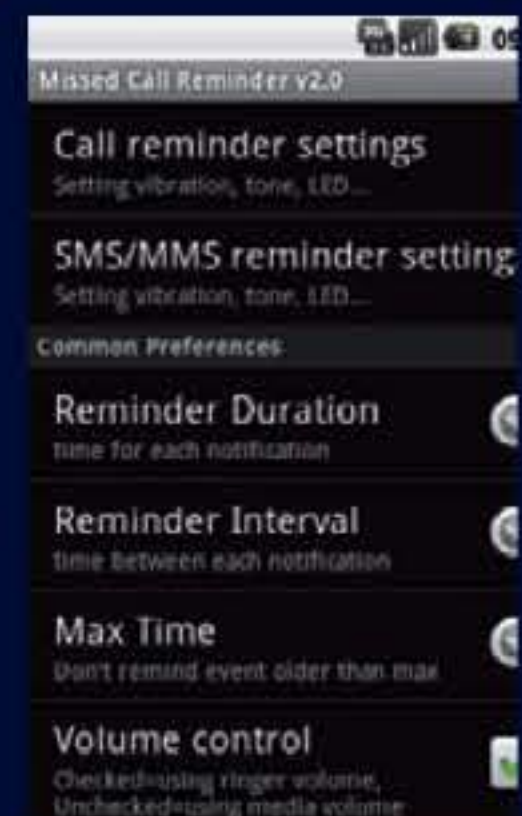 09
Missed Call Reminder v2.0
Call reminder settings
Setting vibration, tone, LED...
SMS/MMS reminder setting
Setting vibration, tone, LED...
Common Preferences
Reminder Duration
time for each notification
Reminder Interval
time between each notification
Max Time
Don't remind event older than max
Volume control
Checked=using ringer volume,
Unchecked=using media volume